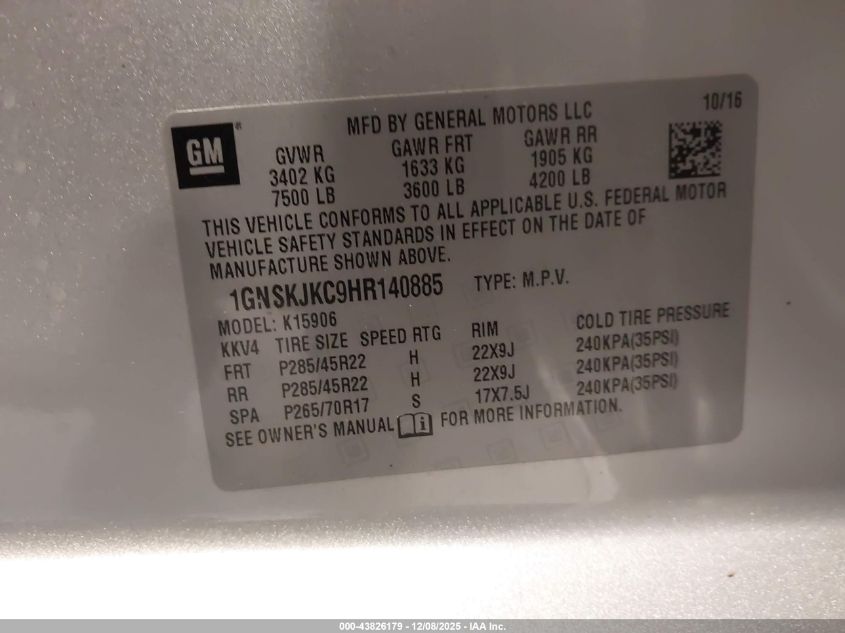 10/16
MFD BY GENERAL MOTORS LLC
GM®
GVWR GAWR FRT GAWR RR
3402 KG 1633 KG 1905 KG
7500 LB 3600 LB 4200 LB
THIS VEHICLE CONFORMS TO ALL APPLICABLE U.S. FEDERAL MOTOR
VEHICLE SAFETY STANDARDS IN EFFECT ON THE DATE OF
MANUFACTURE SHOWN ABOVE.
1GNSKJKC9HR140885 TYPE: M.P.V.
MODEL: K15906
KKV4 TIRE SIZE SPEED RTG RIM COLD TIRE PRESSURE
FRT P285/45R22 H 22X9J 240KPA(35PSI)
RR P285/45R22 H 22X9J 240KPA(35PSI)
SPA P265/70R17 S 17X7.5J 240KPA(35PSI)
SEE OWNER'S MANUAL FOR MORE INFORMATION.
000-43826179 - 12/08/2025 - IAA Inc.